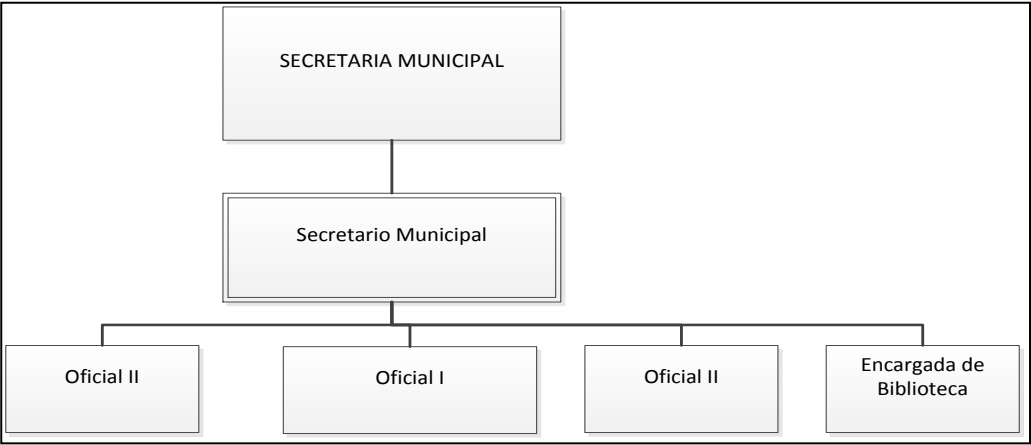 SECRETARIA MUNICIPAL
Secretario Municipal
Oficial II
Oficial I
Oficial II
Encargada de
Biblioteca